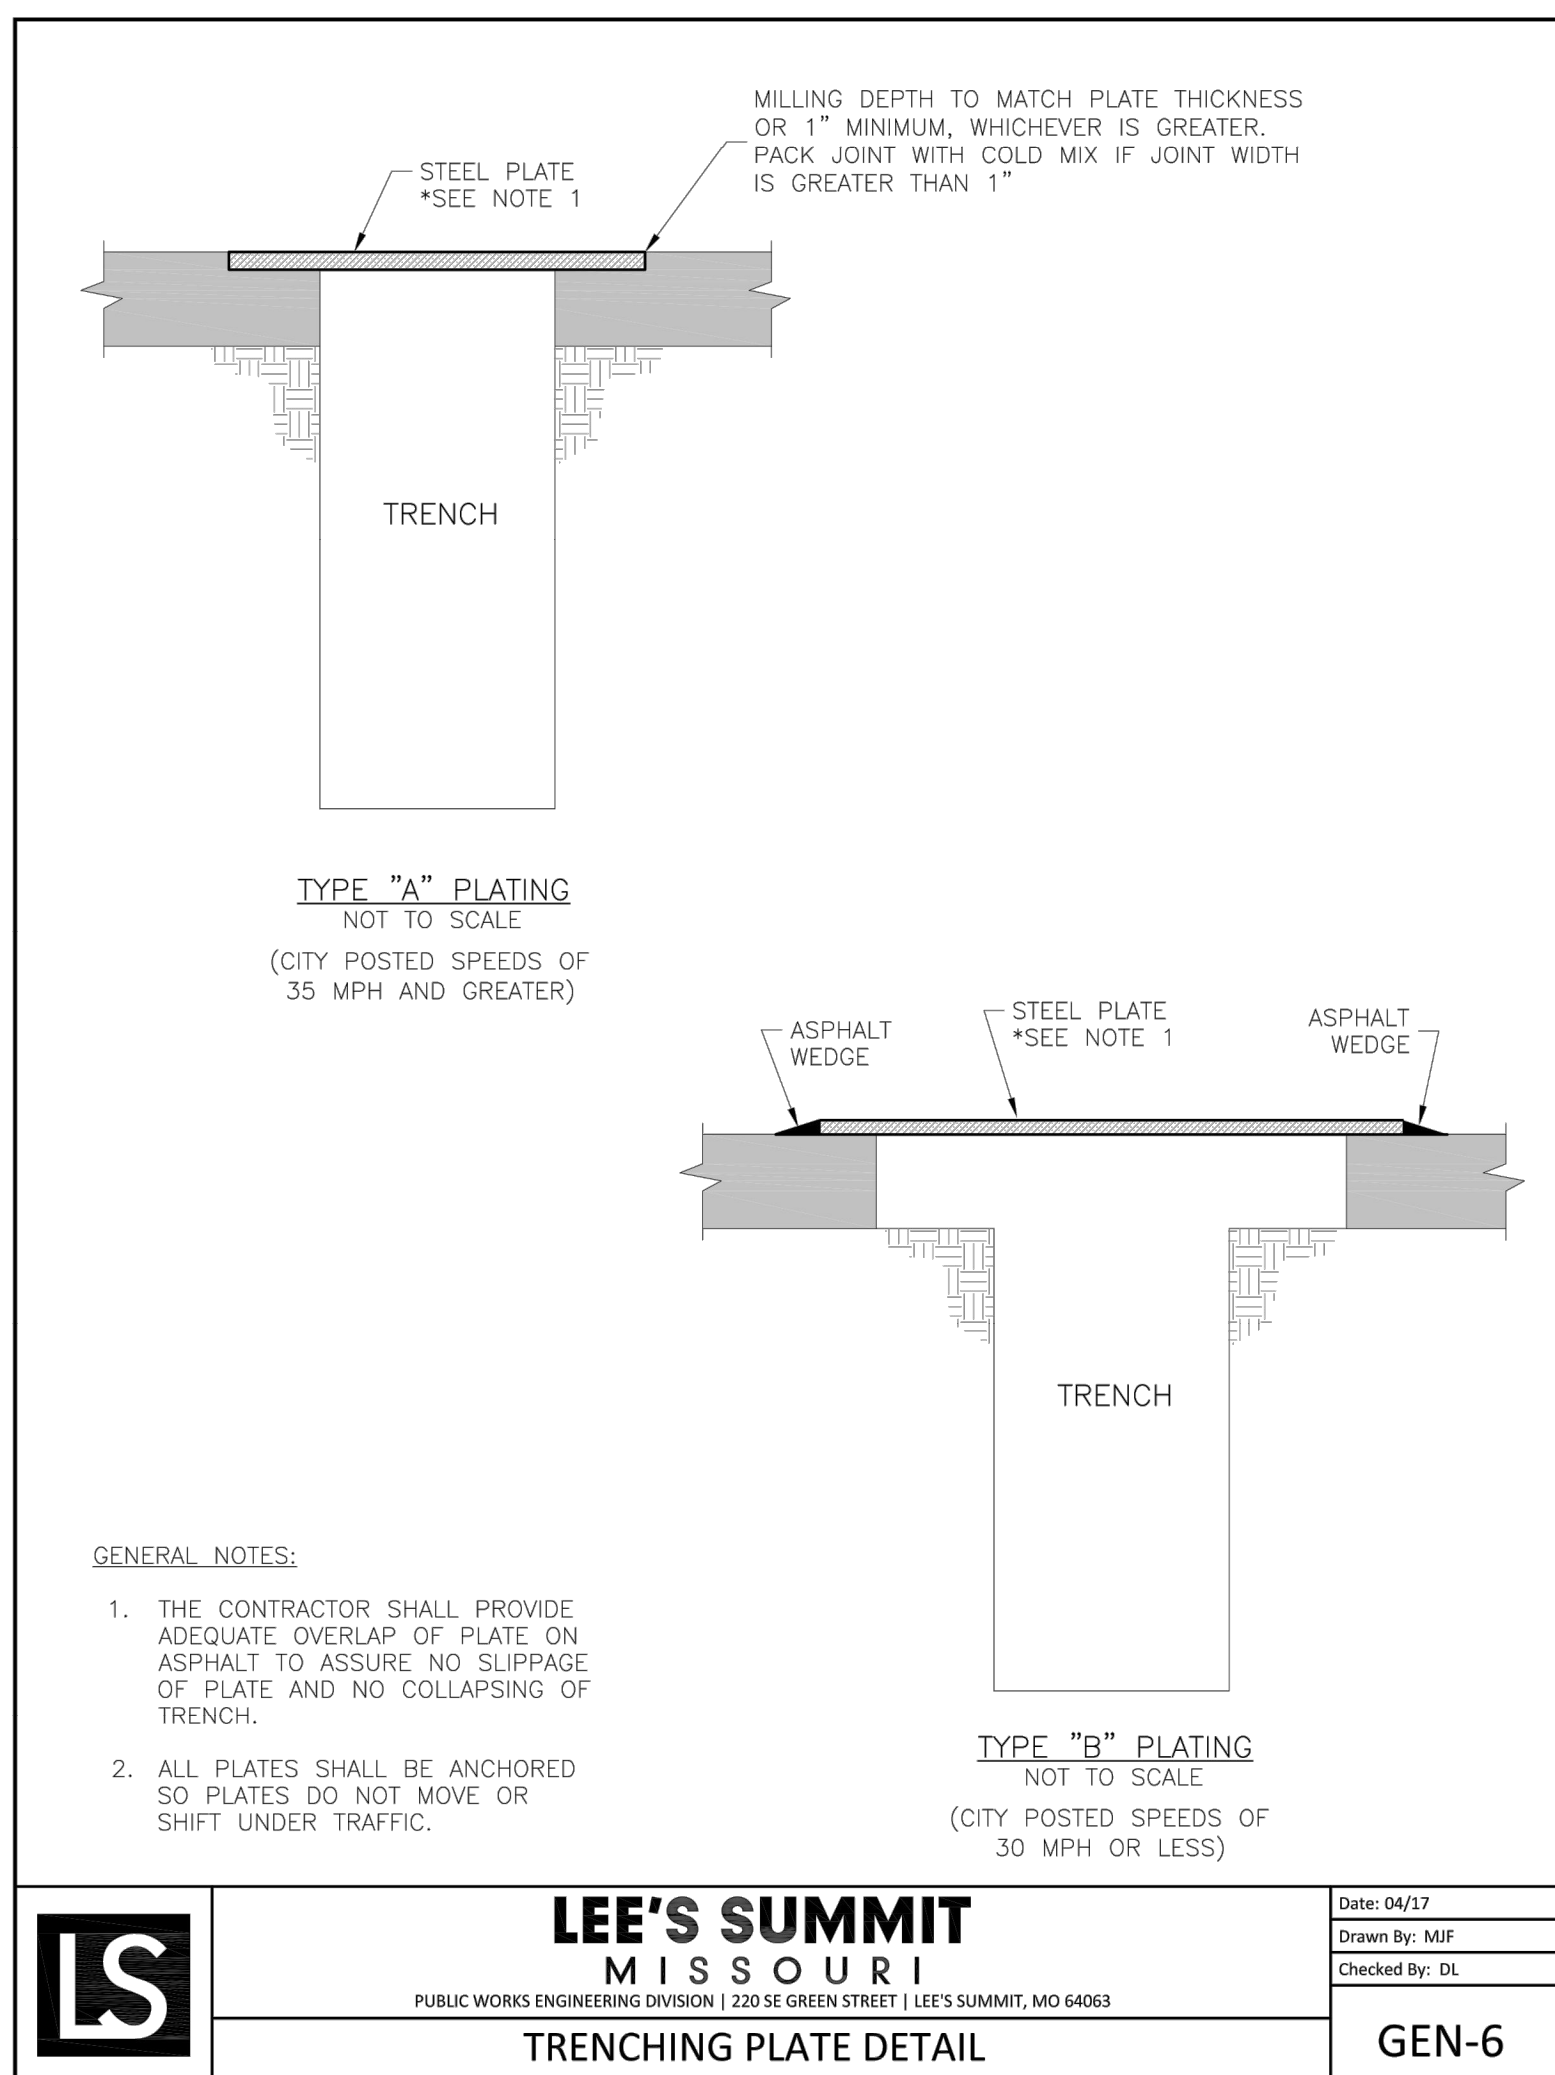 MILLING DEPTH TO MATCH PLATE THICKNESS
OR 1” MINIMUM, WHICHEVER IS GREATER.
PACK JOINT WITH COLD MIX IF JOINT WIDTH
IS GREATER THAN 1”
STEEL PLATE
*SEE NOTE 1
TRENCH
TYPE ”A” PLATING
NOT TO SCALE
(CITY POSTED SPEEDS OF
35 MPH AND GREATER)
ASPHALT
WEDGE
STEEL PLATE
*SEE NOTE 1
ASPHALT
WEDGE
TRENCH
TYPE ”B” PLATING
NOT TO SCALE
(CITY POSTED SPEEDS OF
30 MPH OR LESS)
GENERAL NOTES:
1. THE CONTRACTOR SHALL PROVIDE
ADEQUATE OVERLAP OF PLATE ON
ASPHALT TO ASSURE NO SLIPPAGE
OF PLATE AND NO COLLAPSING OF
TRENCH.
2. ALL PLATES SHALL BE ANCHORED
SO PLATES DO NOT MOVE OR
SHIFT UNDER TRAFFIC.
LS
LEE'S SUMMIT
MISSOURI
PUBLIC WORKS ENGINEERING DIVISION | 220 SE GREEN STREET | LEE'S SUMMIT, MO 64063
TRENCHING PLATE DETAIL
Date: 04/17
Drawn By: MJF
Checked By: DL
GEN-6